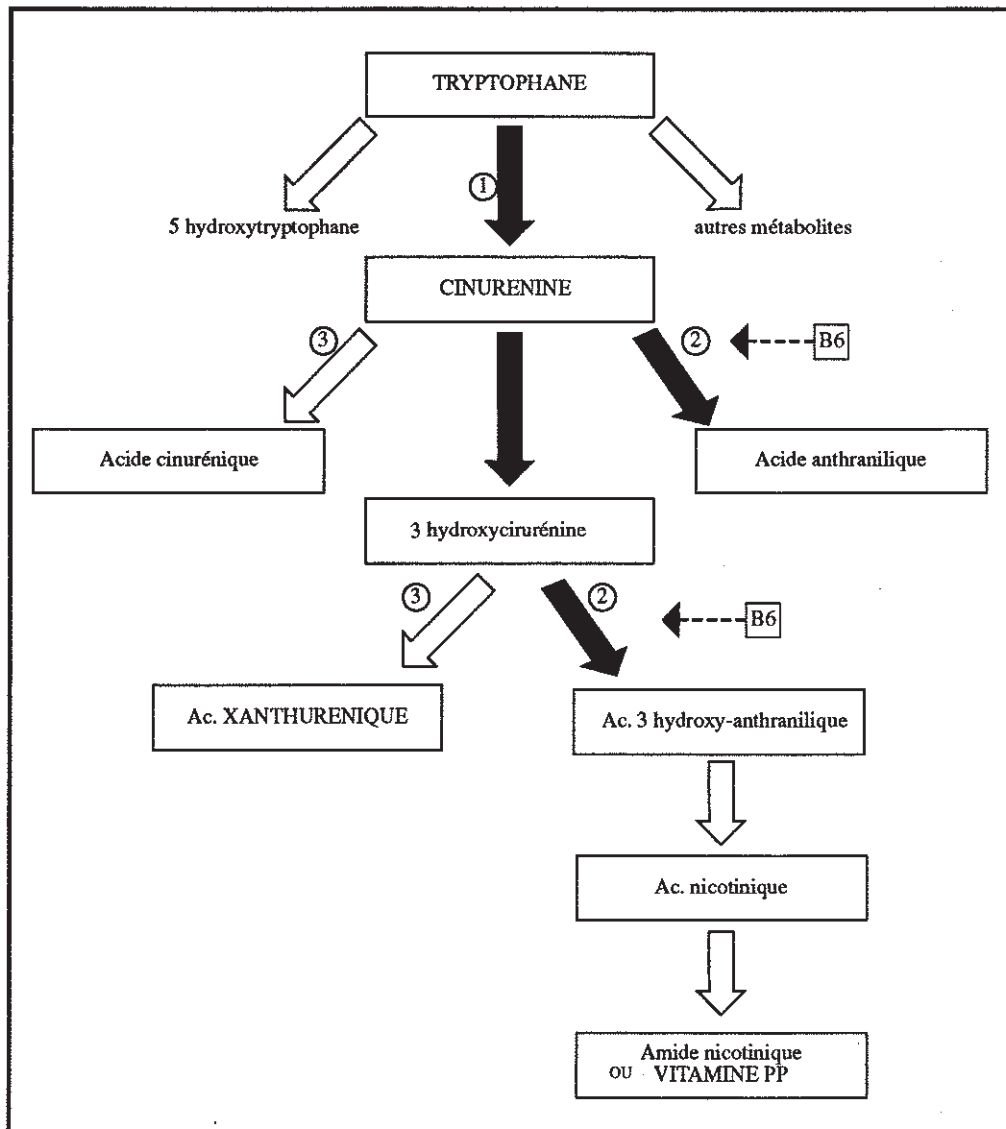 TRYPTOPHANE
1
5 hydroxytryptophane
autres métabolites
CINURENINE
3
2
B6
Acide cinurénique
Acide anthranilique
3 hydroxycirurénine
3
2
B6
Ac. XANTHURENIQUE
Ac. 3 hydroxy-anthranilique
Ac. nicotinique
Amide nicotinique
OU VITAMINE PP